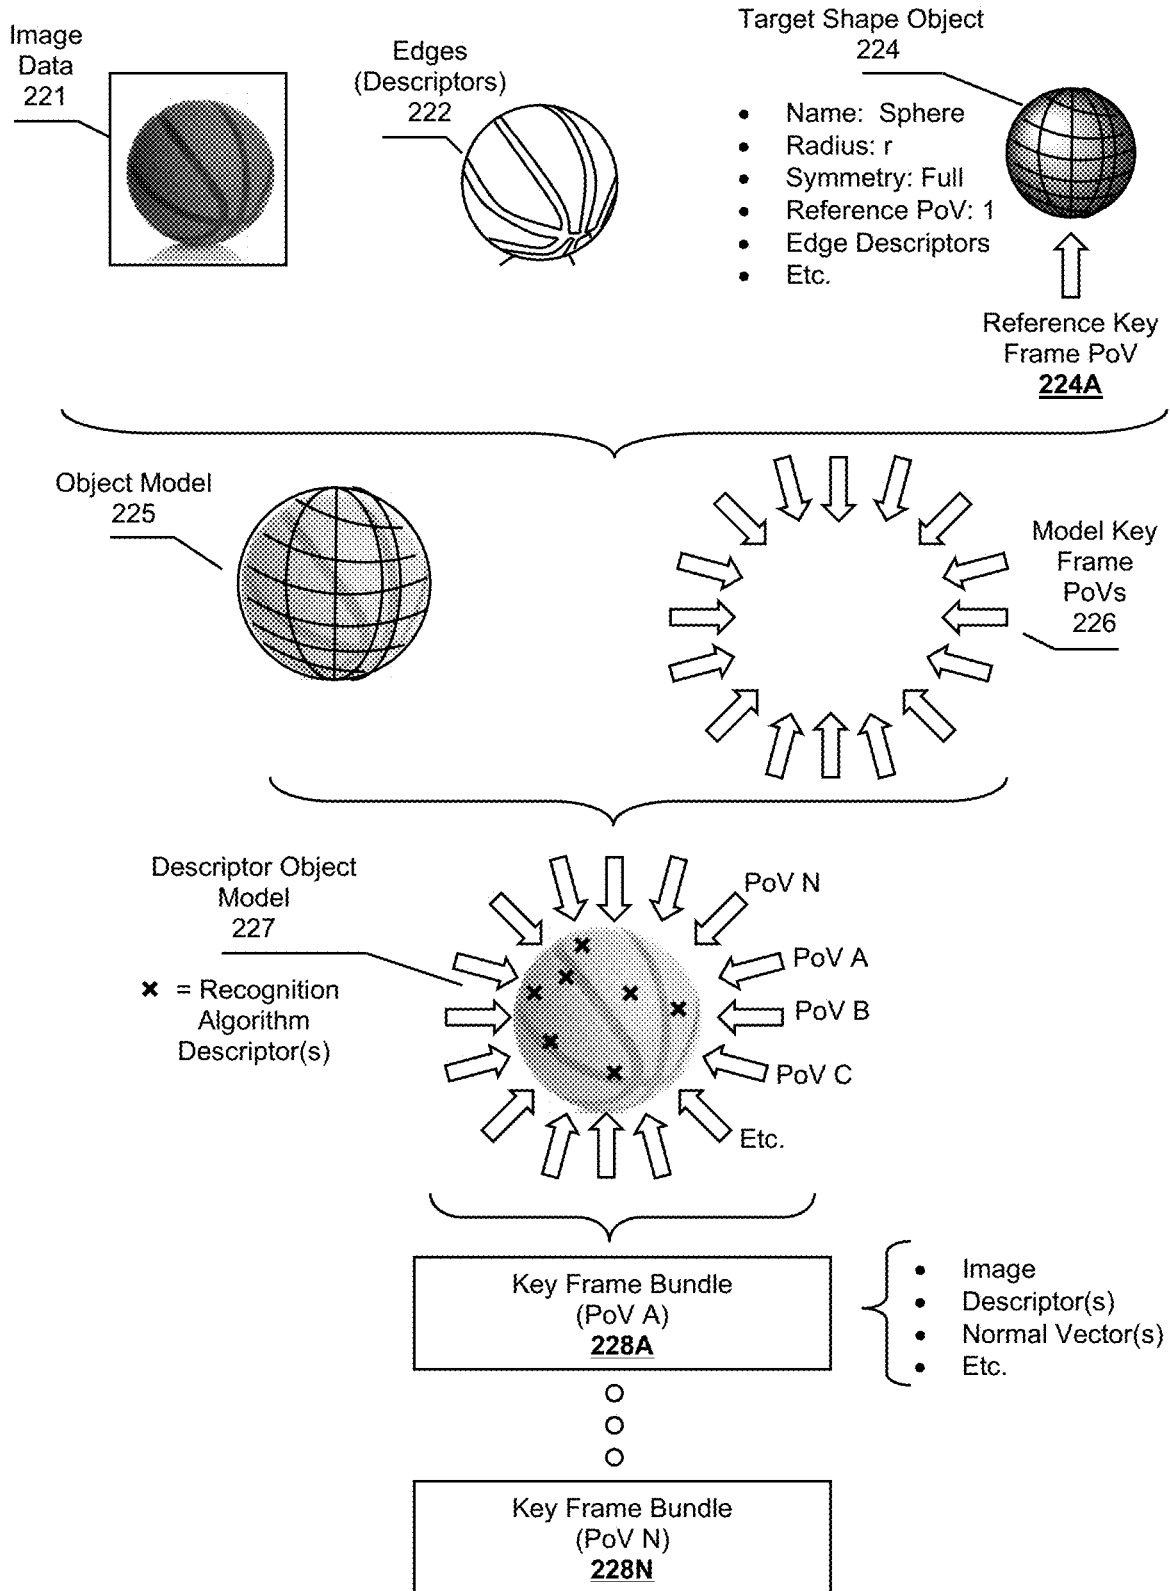 Image
Data
221
Edges
(Descriptors)
222
Target Shape Object
224
• Name: Sphere
• Radius: r
• Symmetry: Full
• Reference PoV: 1
• Edge Descriptors
• Etc.
Reference Key
Frame PoV
224A
Object Model
225
Model Key
Frame
PoVs
226
Descriptor Object
Model
227
× = Recognition
Algorithm
Descriptor(s)
PoV N
PoV A
PoV B
PoV C
Etc.
Key Frame Bundle
(PoV A)
228A
• Image
• Descriptor(s)
• Normal Vector(s)
• Etc.
Key Frame Bundle
(PoV N)
228N